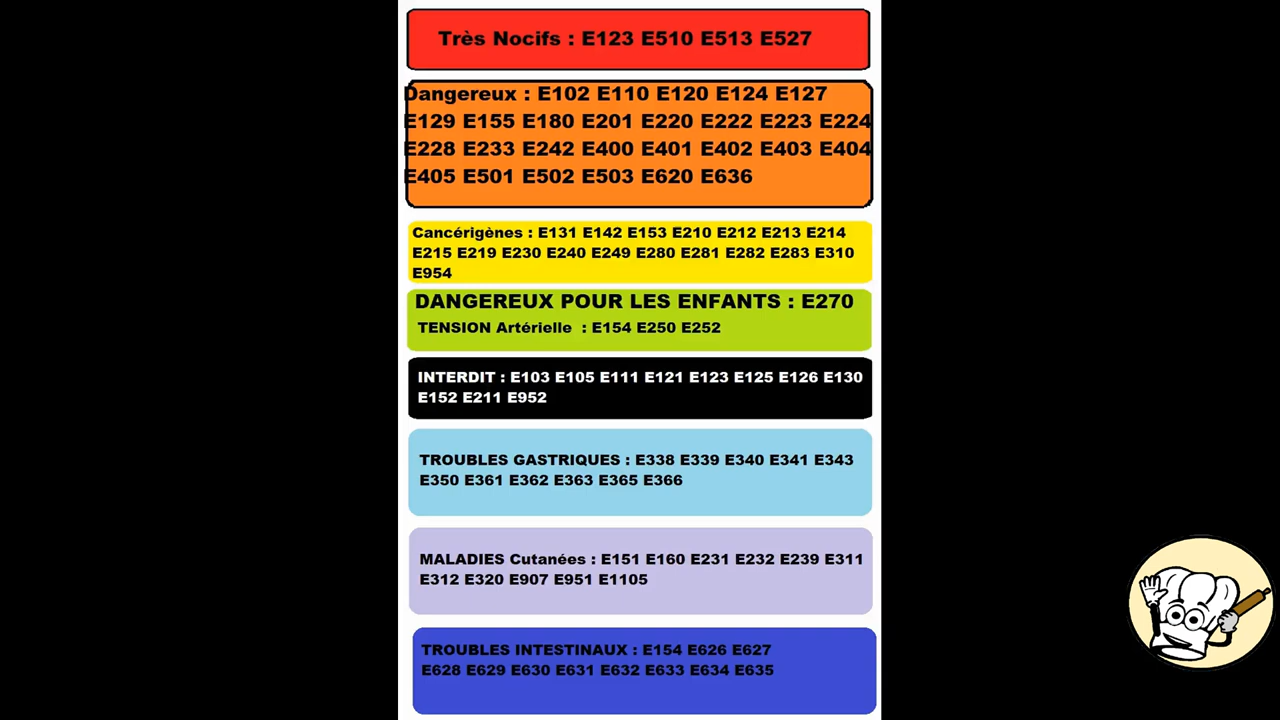 Très Nocifs : E123 E510 E513 E527
Dangereux : E102 E110 E120 E124 E127
E129 E155 E180 E201 E220 E222 E223 E224
E228 E233 E242 E400 E401 E402 E403 E404
E405 E501 E502 E503 E620 E636
Cancérigènes : E131 E142 E153 E210 E212 E213 E214
E215 E219 E230 E240 E249 E280 E281 E282 E283 E310
E954
DANGEREUX POUR LES ENFANTS : E270
TENSION Artérielle : E154 E250 E252
INTERDIT : E103 E105 E111 E121 E123 E125 E126 E130
E152 E211 E952
TROUBLES GASTRIQUES : E338 E339 E340 E341 E343
E350 E361 E362 E363 E365 E366
MALADIES Cutanées : E151 E160 E231 E232 E239 E311
E312 E320 E907 E951 E1105
TROUBLES INTESTINAUX : E154 E626 E627
E628 E629 E630 E631 E632 E633 E634 E635